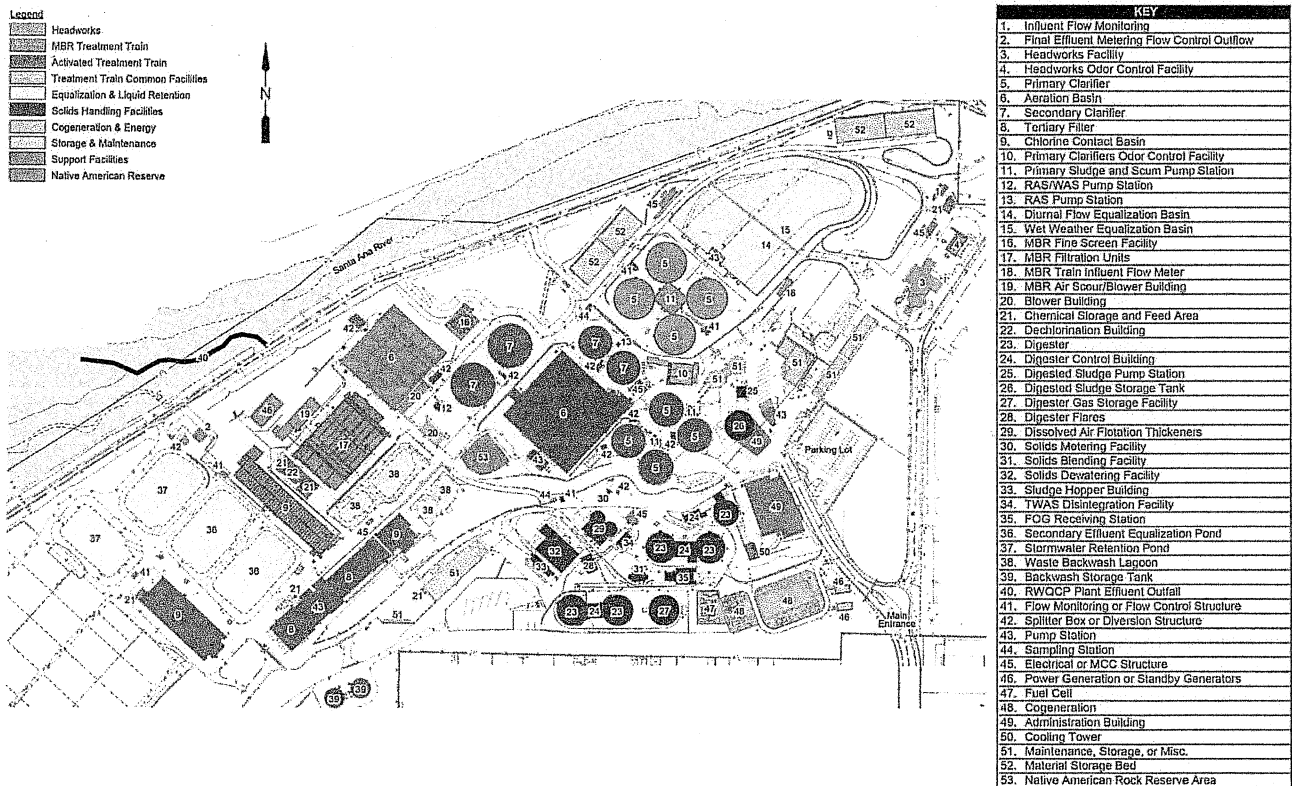 Legend
Headworks
MBR Treatment Train
Activated Treatment Train
Treatment Train Common Facilities
Equalization & Liquid Retention
Solids Handling Facilities
Cogeneration & Energy
Storage & Maintenance
Support Facilities
Native American Reserve
N
Santa Ana River
Parking Lot
Main
Entrance
KEY
1. Influent Flow Monitoring
2. Final Effluent Metering Flow Control Outflow
3. Headworks Facility
4. Headworks Odor Control Facility
5. Primary Clarifier
6. Aeration Basin
7. Secondary Clarifier
8. Tertiary Filter
9. Chlorine Contact Basin
10. Primary Clarifiers Odor Control Facility
11. Primary Sludge and Scum Pump Station
12. RAS/WAS Pump Station
13. RAS Pump Station
14. Diurnal Flow Equalization Basin
15. Wet Weather Equalization Basin
16. MBR Fine Screen Facility
17. MBR Filtration Units
18. MBR Train Influent Flow Meter
19. MBR Air Scour/Blower Building
20. Blower Building
21. Chemical Storage and Feed Area
22. Dechlorination Building
23. Digester
24. Digester Control Building
25. Digested Sludge Pump Station
26. Digested Sludge Storage Tank
27. Digester Gas Storage Facility
28. Digester Flares
29. Dissolved Air Flotation Thickeners
30. Solids Metering Facility
31. Solids Blending Facility
32. Solids Dewatering Facility
33. Sludge Hopper Building
34. TWAS Disintegration Facility
35. FOG Receiving Station
36. Secondary Effluent Equalization Pond
37. Stormwater Retention Pond
38. Waste Backwash Lagoon
39. Backwash Storage Tank
40. RWQCP Plant Effluent Outfall
41. Flow Monitoring or Flow Control Structure
42. Splitter Box or Diversion Structure
43. Pump Station
44. Sampling Station
45. Electrical or MCC Structure
46. Power Generation or Standby Generators
47. Fuel Cell
48. Cogeneration
49. Administration Building
50. Cooling Tower
51. Maintenance, Storage, or Misc.
52. Material Storage Bed
53. Native American Rock Reserve Area